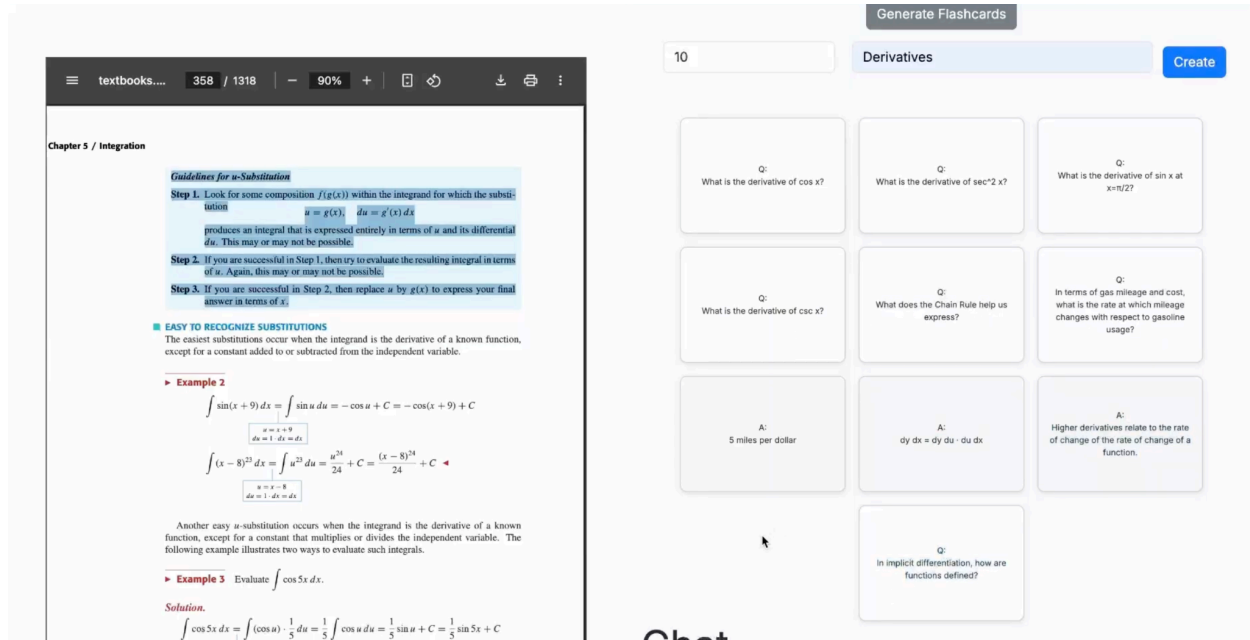 Generate Flashcards
10
Derivatives
Create
textbooks....
358 / 1318
90%
Chapter 5 / Integration
Guidelines for u-Substitution
Step 1. Look for some composition f(g(x)) within the integrand for which the substi-
tution
u = g(x), du = g′(x) dx
produces an integral that is expressed entirely in terms of u and its differential
du. This may or may not be possible.
Step 2. If you are successful in Step 1, then try to evaluate the resulting integral in terms
of u. Again, this may or may not be possible.
Step 3. If you are successful in Step 2, then replace u by g(x) to express your final
answer in terms of x.
EASY TO RECOGNIZE SUBSTITUTIONS
The easiest substitutions occur when the integrand is the derivative of a known function,
except for a constant added to or subtracted from the independent variable.
Example 2
∫ sin(x + 9) dx = ∫ sin u du = − cos u + C = − cos(x + 9) + C
u = x + 9
du = 1 · dx = dx
∫ (x − 8)²³ dx = ∫ u²³ du = u²⁴/24 + C = (x − 8)²⁴/24 + C
u = x − 8
du = 1 · dx = dx
Another easy u-substitution occurs when the integrand is the derivative of a known
function, except for a constant that multiplies or divides the independent variable. The
following example illustrates two ways to evaluate such integrals.
Example 3 Evaluate ∫ cos 5x dx.
Solution.
∫ cos 5x dx = ∫ (cos u) · 1/5 du = 1/5 ∫ cos u du = 1/5 sin u + C = 1/5 sin 5x + C
Q:
What is the derivative of cos x?
Q:
What is the derivative of sec^2 x?
Q:
What is the derivative of sin x at
x=π/2?
Q:
What is the derivative of csc x?
Q:
What does the Chain Rule help us
express?
Q:
In terms of gas mileage and cost,
what is the rate at which mileage
changes with respect to gasoline
usage?
A:
5 miles per dollar
A:
dy dx = dy du · du dx
A:
Higher derivatives relate to the rate
of change of the rate of change of a
function.
Q:
In implicit differentiation, how are
functions defined?
Chat